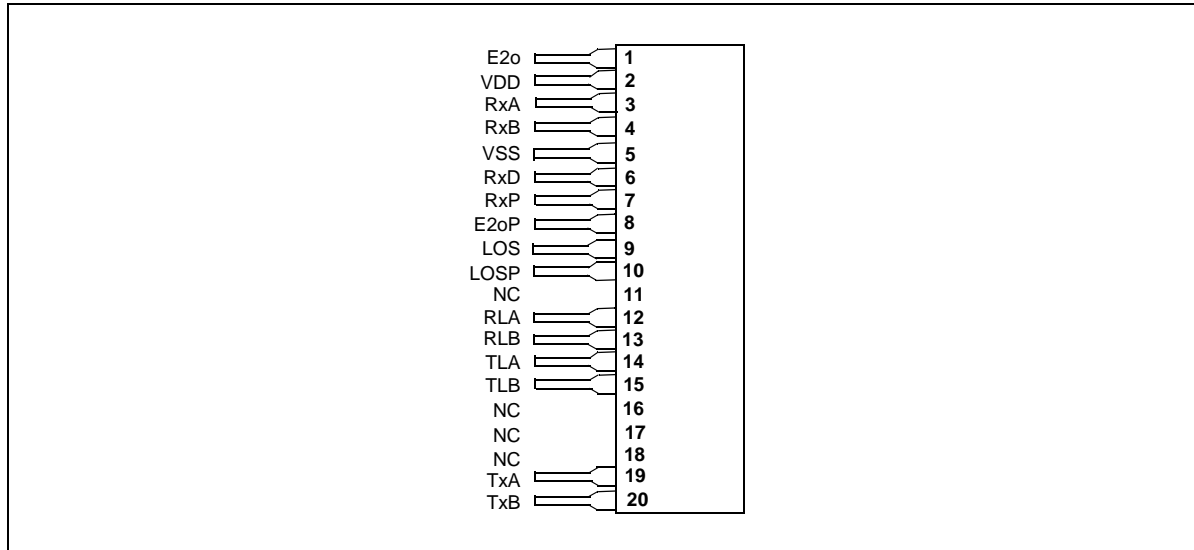 E2o 1
VDD 2
RxA 3
RxB 4
VSS 5
RxD 6
RxP 7
E2oP 8
LOS 9
LOSP 10
NC 11
RLA 12
RLB 13
TLA 14
TLB 15
NC 16
NC 17
NC 18
TxA 19
TxB 20